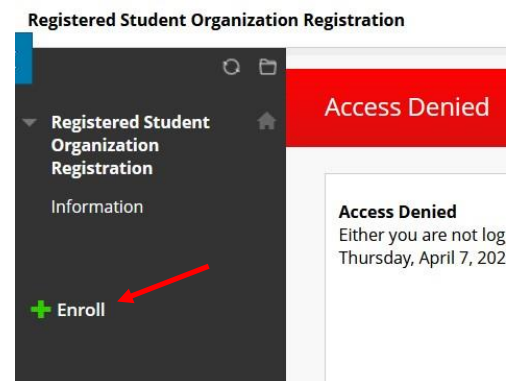 Registered Student Organization Registration
Access Denied
Registered Student
Organization
Registration
Information
Enroll
Access Denied
Either you are not log
Thursday, April 7, 202